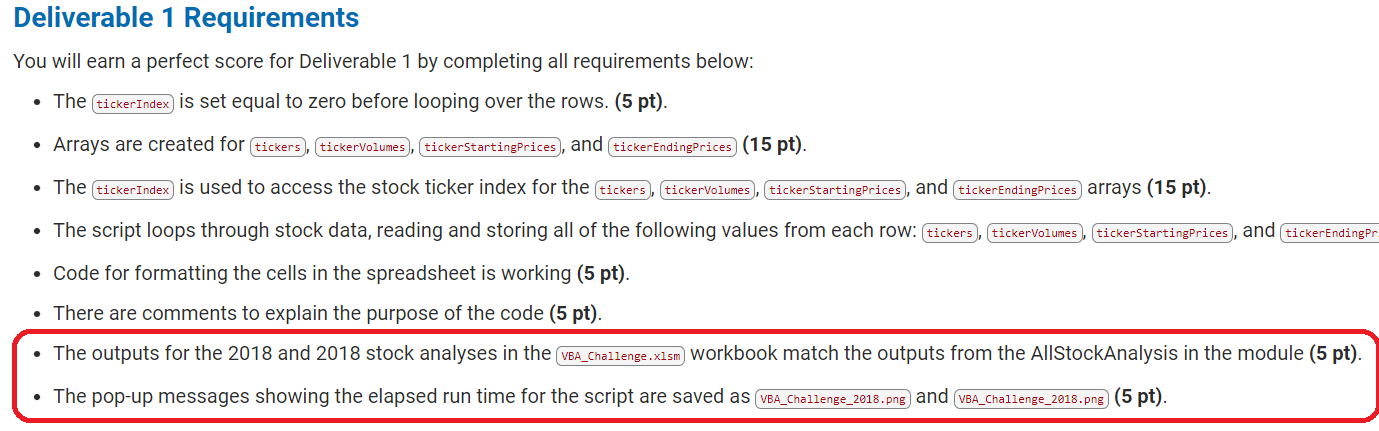 Deliverable 1 Requirements
You will earn a perfect score for Deliverable 1 by completing all requirements below:
• The tickerIndex is set equal to zero before looping over the rows. (5 pt).
• Arrays are created for tickers, tickerVolumes, tickerStartingPrices, and tickerEndingPrices (15 pt).
• The tickerIndex is used to access the stock ticker index for the tickers, tickerVolumes, tickerStartingPrices, and tickerEndingPrices arrays (15 pt).
• The script loops through stock data, reading and storing all of the following values from each row: tickers, tickerVolumes, tickerStartingPrices, and tickerEndingPr
• Code for formatting the cells in the spreadsheet is working (5 pt).
• There are comments to explain the purpose of the code (5 pt).
• The outputs for the 2018 and 2018 stock analyses in the VBA_Challenge.xlsm workbook match the outputs from the AllStockAnalysis in the module (5 pt).
• The pop-up messages showing the elapsed run time for the script are saved as VBA_Challenge_2018.png and VBA_Challenge_2018.png (5 pt).